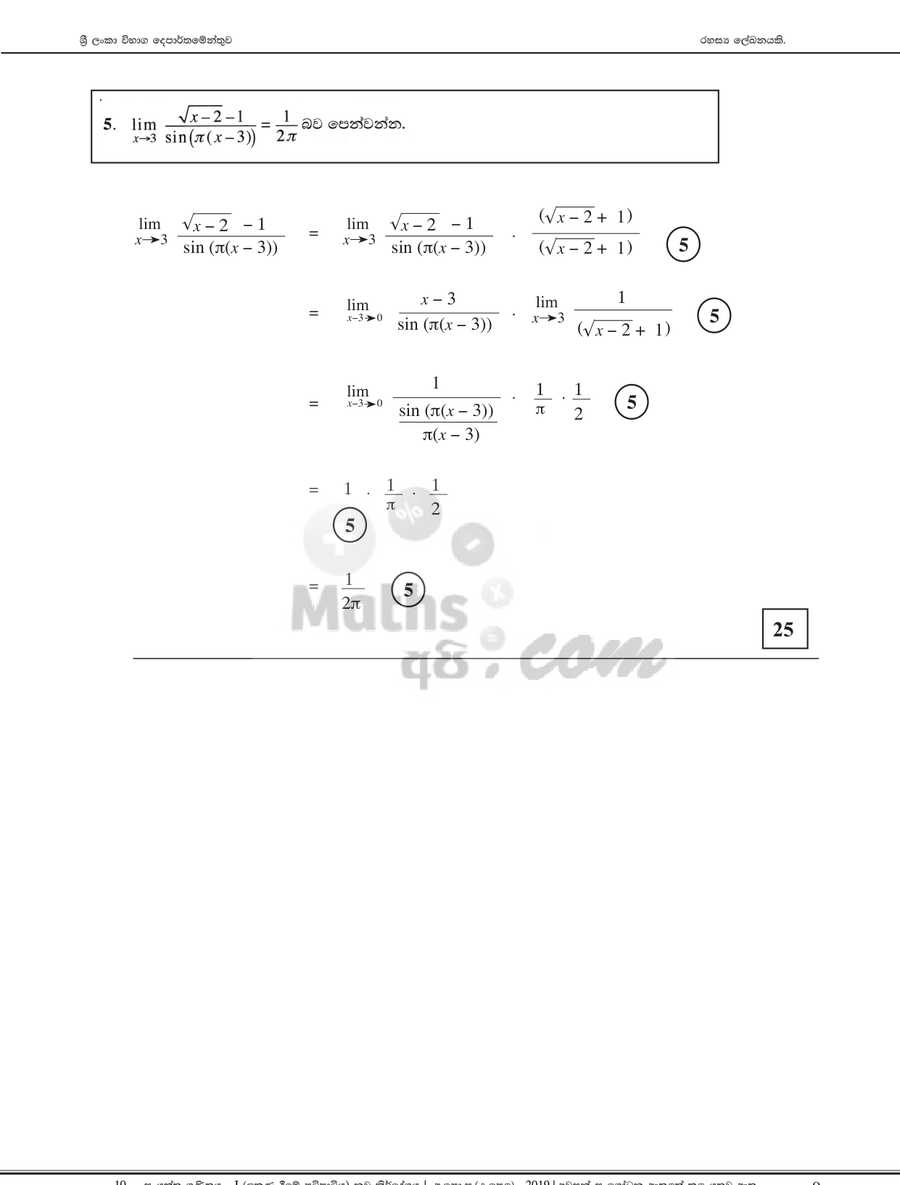 ශ්‍රී ලංකා විභාග දෙපාර්තමේන්තුව රහස්‍ය ලේඛනයකි.
5. lim x→3 (√(x−2) −1)/(sin(π(x−3))) = 1/(2π) බව පෙන්වන්න.
lim x→3 (√(x − 2) − 1)/(sin (π(x − 3))) = lim x→3 (√(x − 2) − 1)/(sin (π(x − 3))) · (√(x − 2) + 1)/(√(x − 2) + 1) 5
= lim x−3→0 (x − 3)/(sin (π(x − 3))) · lim x→3 1/(√(x − 2) + 1) 5
= lim x−3→0 1/((sin (π(x − 3)))/(π(x − 3))) · 1/π · 1/2 5
= 1 · 1/π · 1/2
5
= 1/(2π) 5
25
Maths
අපි .com